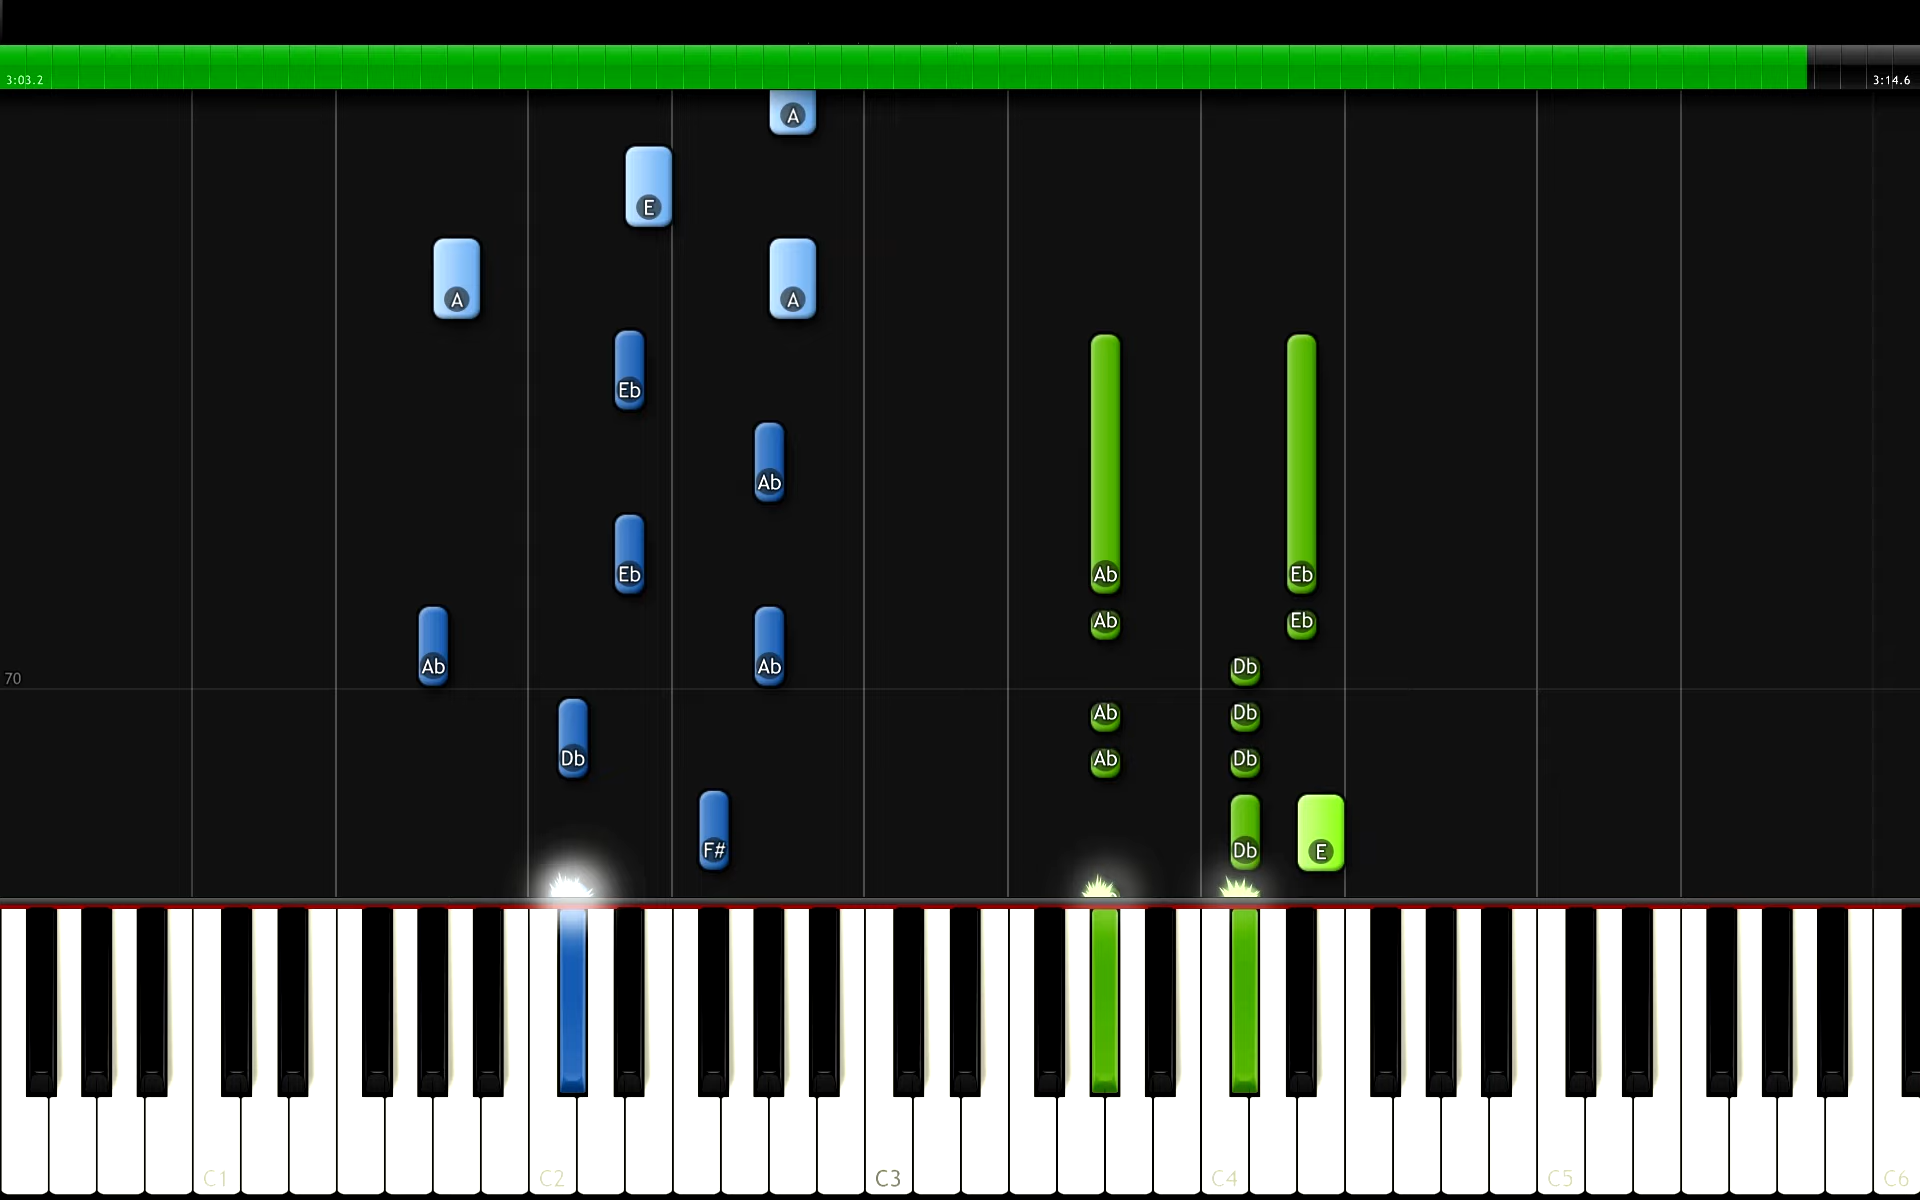 3:03.2 3:14.6
A
E
A A
Eb
Ab
Eb Ab Eb
Ab Eb
Ab Ab Db
70
Ab Db
Db Ab Db
F# Db E
C1 C2 C3 C4 C5 C6